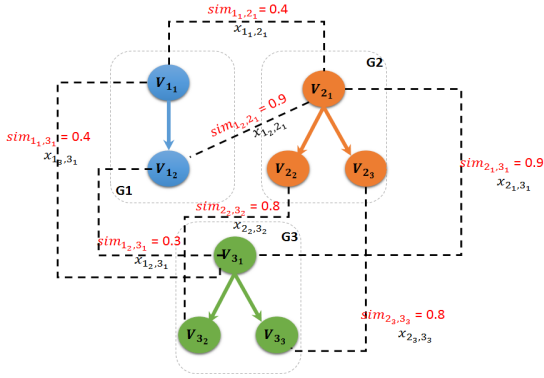 sim₁₁,₂₁ = 0.4
x₁₁,₂₁
G2
V₁₁
V₂₁
sim₁₂,₂₁ = 0.9
x₁₂,₂₁
sim₁₁,₃₁ = 0.4
x₁₁,₃₁
sim₂₁,₃₁ = 0.9
x₂₁,₃₁
V₁₂
V₂₂
V₂₃
G1
sim₂₂,₃₂ = 0.8
x₂₂,₃₂
G3
sim₁₂,₃₁ = 0.3
x₁₂,₃₁
V₃₁
sim₂₃,₃₃ = 0.8
x₂₃,₃₃
V₃₂
V₃₃